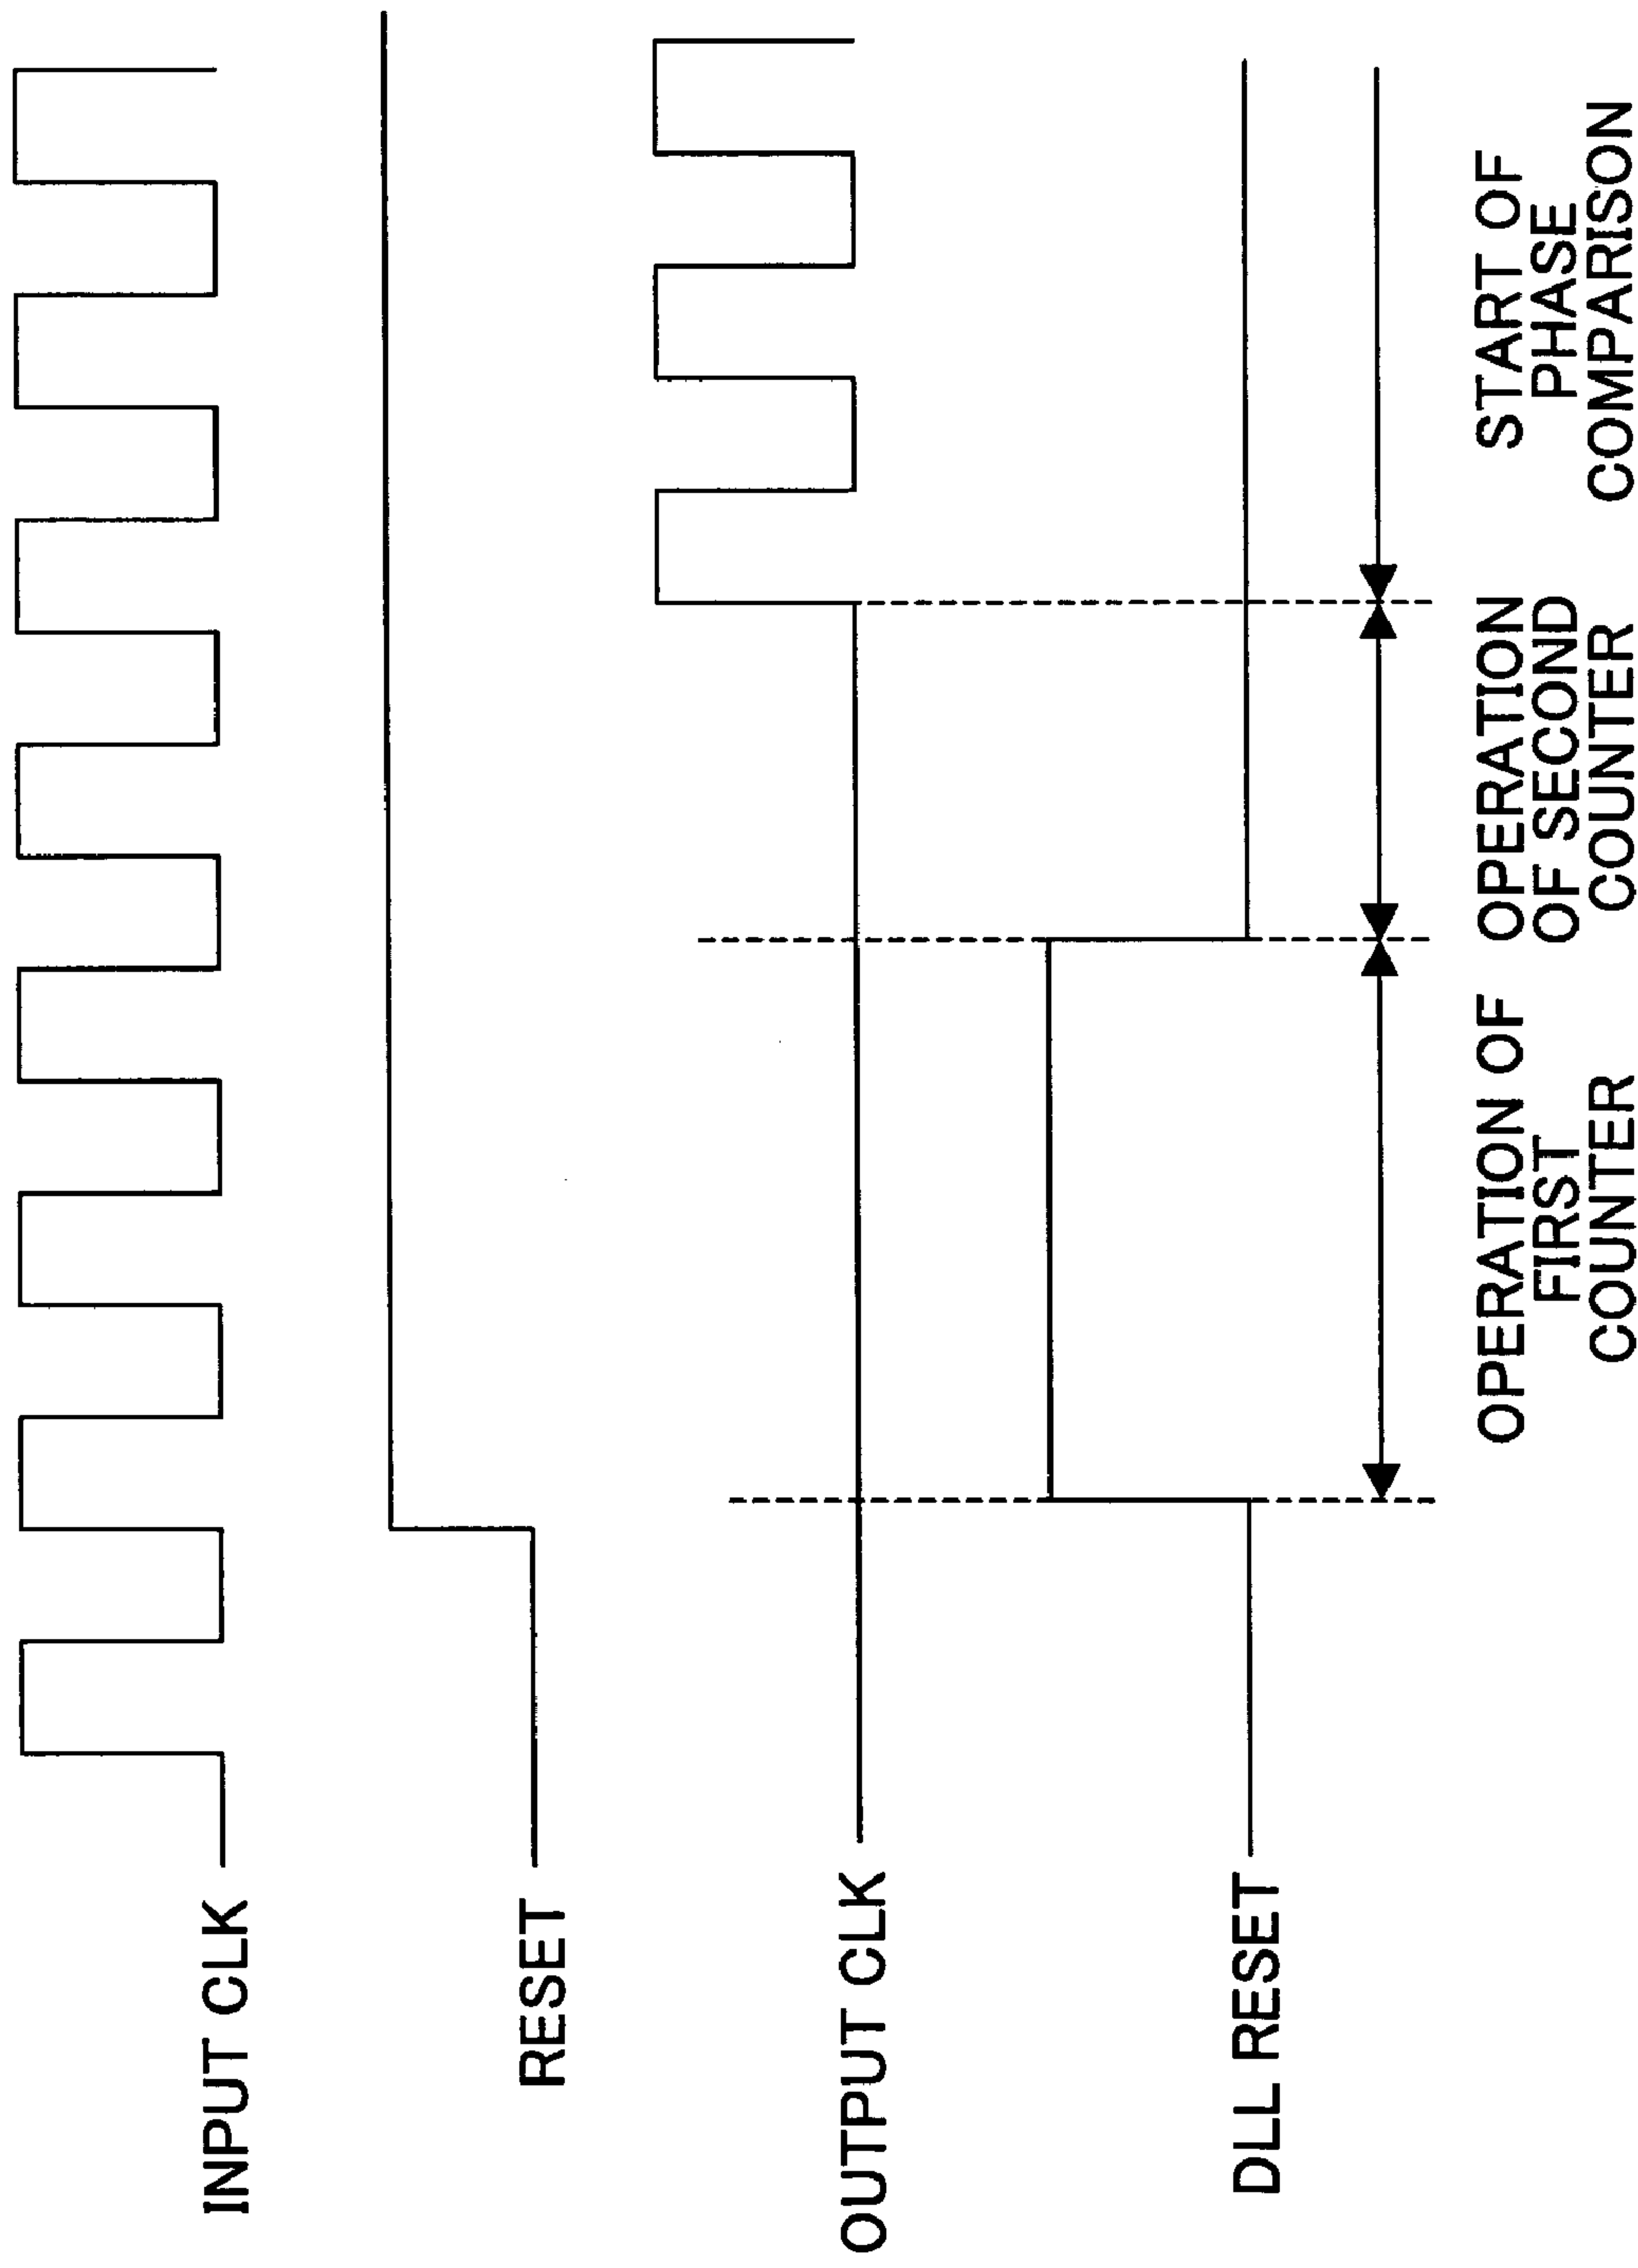 INPUT CLK
RESET
OUTPUT CLK
DLL RESET
OPERATION OF
FIRST
COUNTER
OPERATION
OF SECOND
COUNTER
START OF
PHASE
COMPARISON